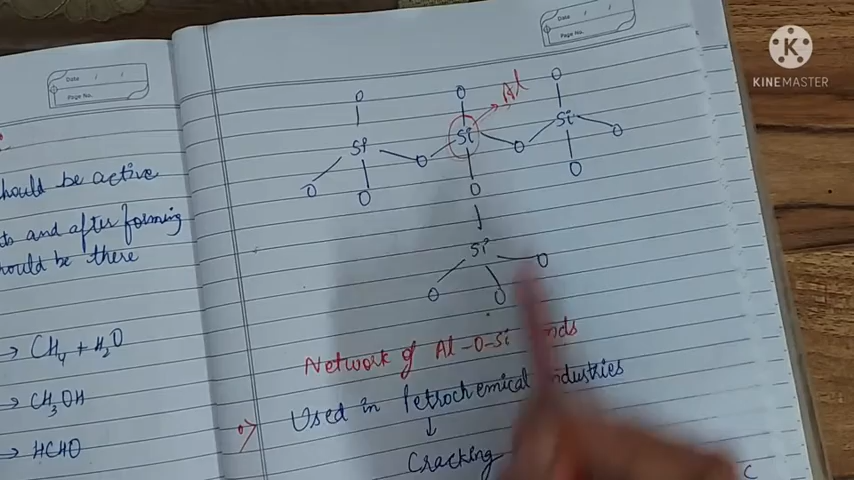 Date / /
Page No.
Date / /
Page No.
K
KINEMASTER
hould be active
ts and after forming
hould be there
→ CH4 + H2O
→ CH3OH
→ HCHO
O O O
Al
Si Si Si
O O O
O O O O
Si
O
O O
Network of Al-O-Si nds
Used in Petrochemical industries
↓
Cracking
C